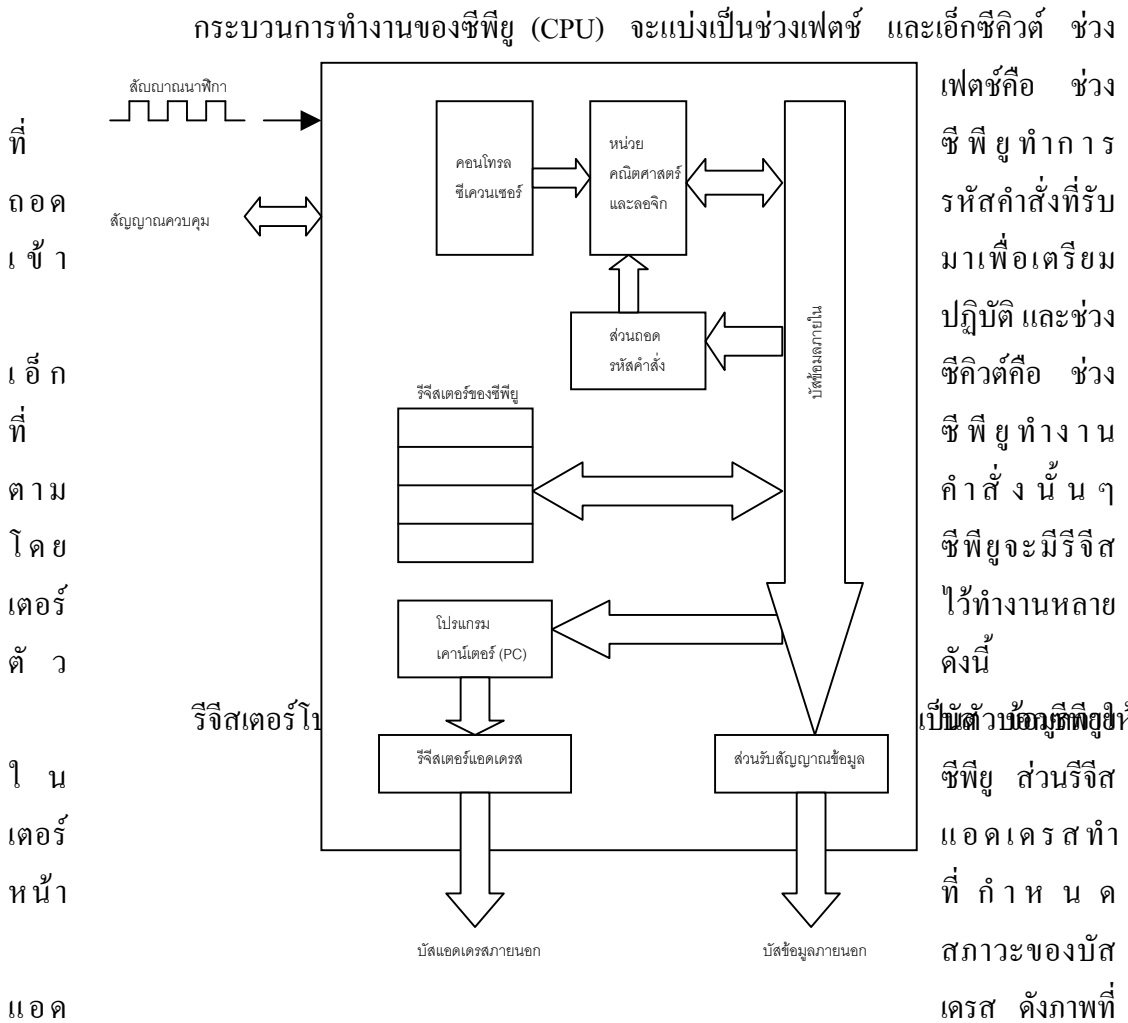 กระบวนการทำงานของซีพียู (CPU) จะแบ่งเป็นช่วงเฟตช์ และเอ็กซีคิวต์ ช่วง
เฟตช์คือ ช่วง
ที่ ซีพียูทำการ
ถอด รหัสคำสั่งที่รับ
เข้า มาเพื่อเตรียม
ปฏิบัติ และช่วง
เอ็ก ซีคิวต์คือ ช่วง
ที่ ซีพียูทำงาน
ตาม คำสั่งนั้นๆ
โดย ซีพียูจะมีรีจีส
เตอร์ ไว้ทำงานหลาย
ตัว ดังนี้
รีจีสเตอร์โป
ใน ซีพียู ส่วนรีจีส
เตอร์ แอดเดรสทำ
หน้า ที่กำหนด
สภาวะของบัส
แอด เดรส ดังภาพที่
สัญญาณนาฬิกา
สัญญาณควบคุม
คอนโทรล
ซีเควนเซอร์
หน่วย
คณิตศาสตร์
และลอจิก
ส่วนถอด
รหัสคำสั่ง
บัสข้อมลภายใน
รีจีสเตอร์ของซีพียู
โปรแกรม
เคาน์เตอร์ (PC)
รีจีสเตอร์แอดเดรส
ส่วนรับสัญญาณข้อมูล
บัสแอดเดรสภายนอก
บัสข้อมูลภายนอก